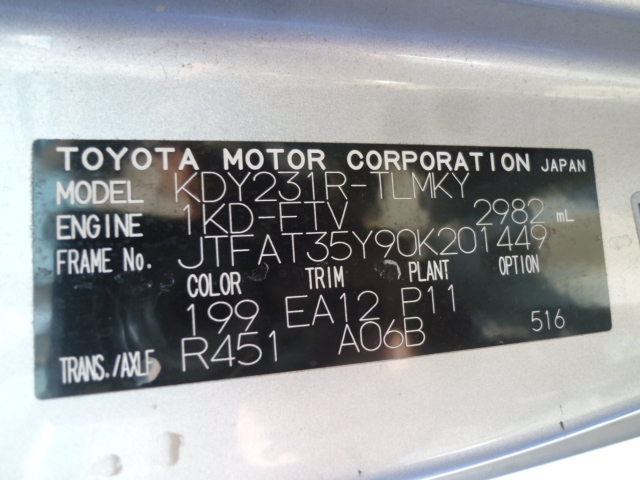 TOYOTA MOTOR CORPORATION JAPAN
MODEL KDY231R-TLMKY
ENGINE 1KD-FTV 2982 mL
FRAME No. JTFAT35Y90K201449
COLOR TRIM PLANT OPTION
199 EA12 P11
TRANS./AXLE R451 A06B 516